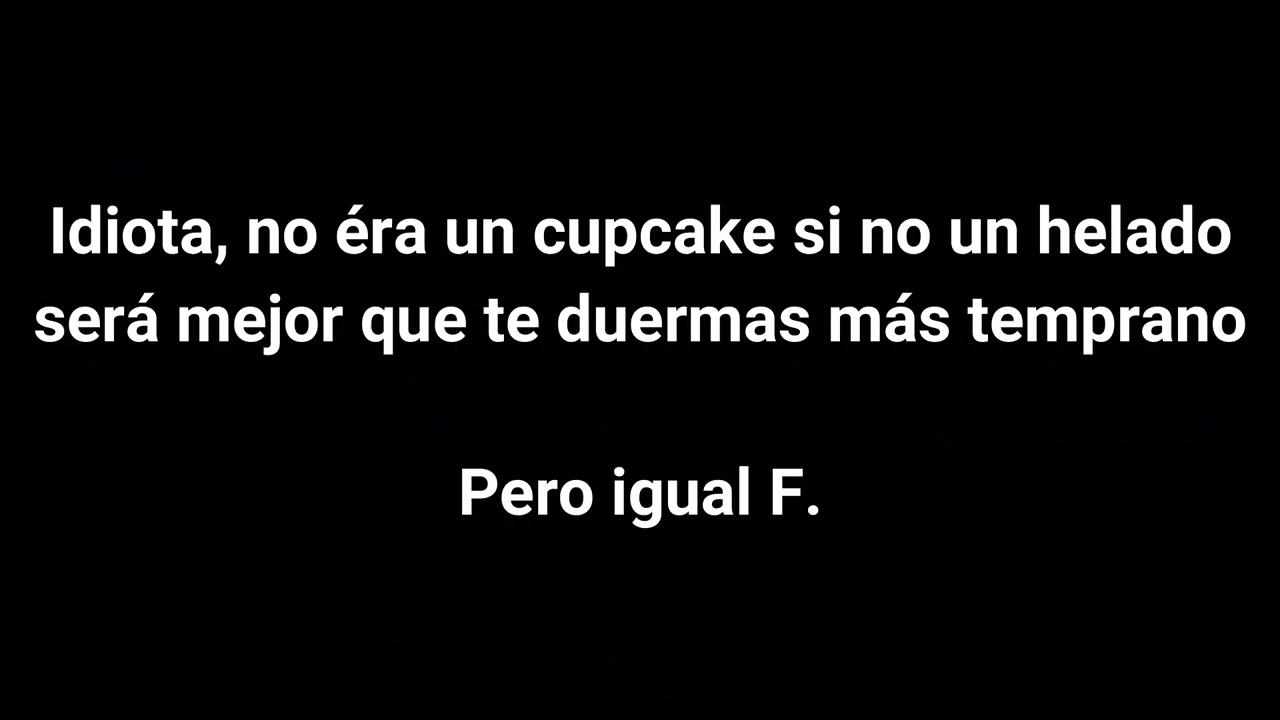 Idiota, no éra un cupcake si no un helado
será mejor que te duermas más temprano
Pero igual F.